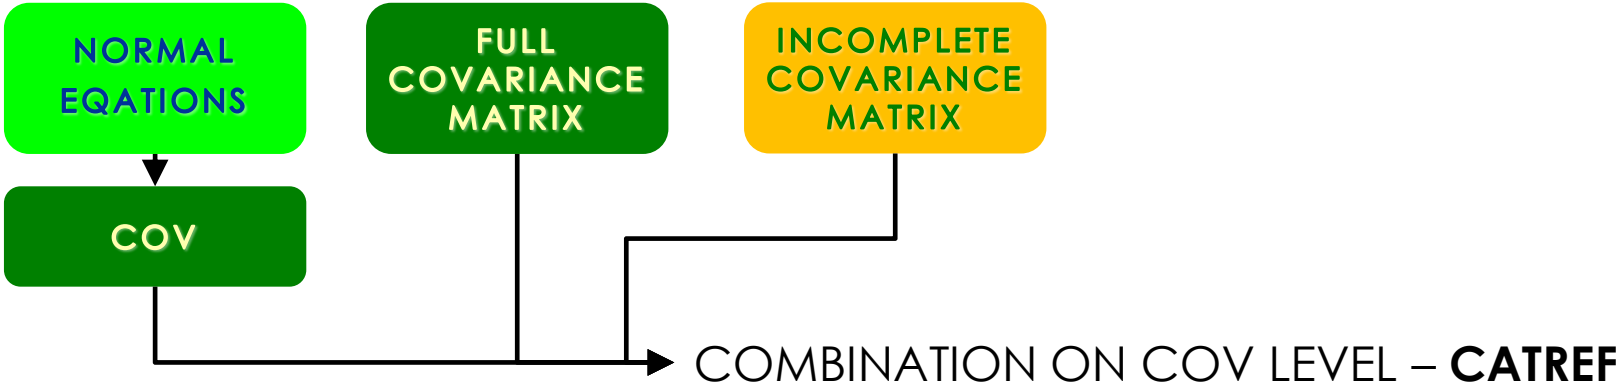 NORMAL
EQATIONS
FULL
COVARIANCE
MATRIX
INCOMPLETE
COVARIANCE
MATRIX
COV
COMBINATION ON COV LEVEL – CATREF